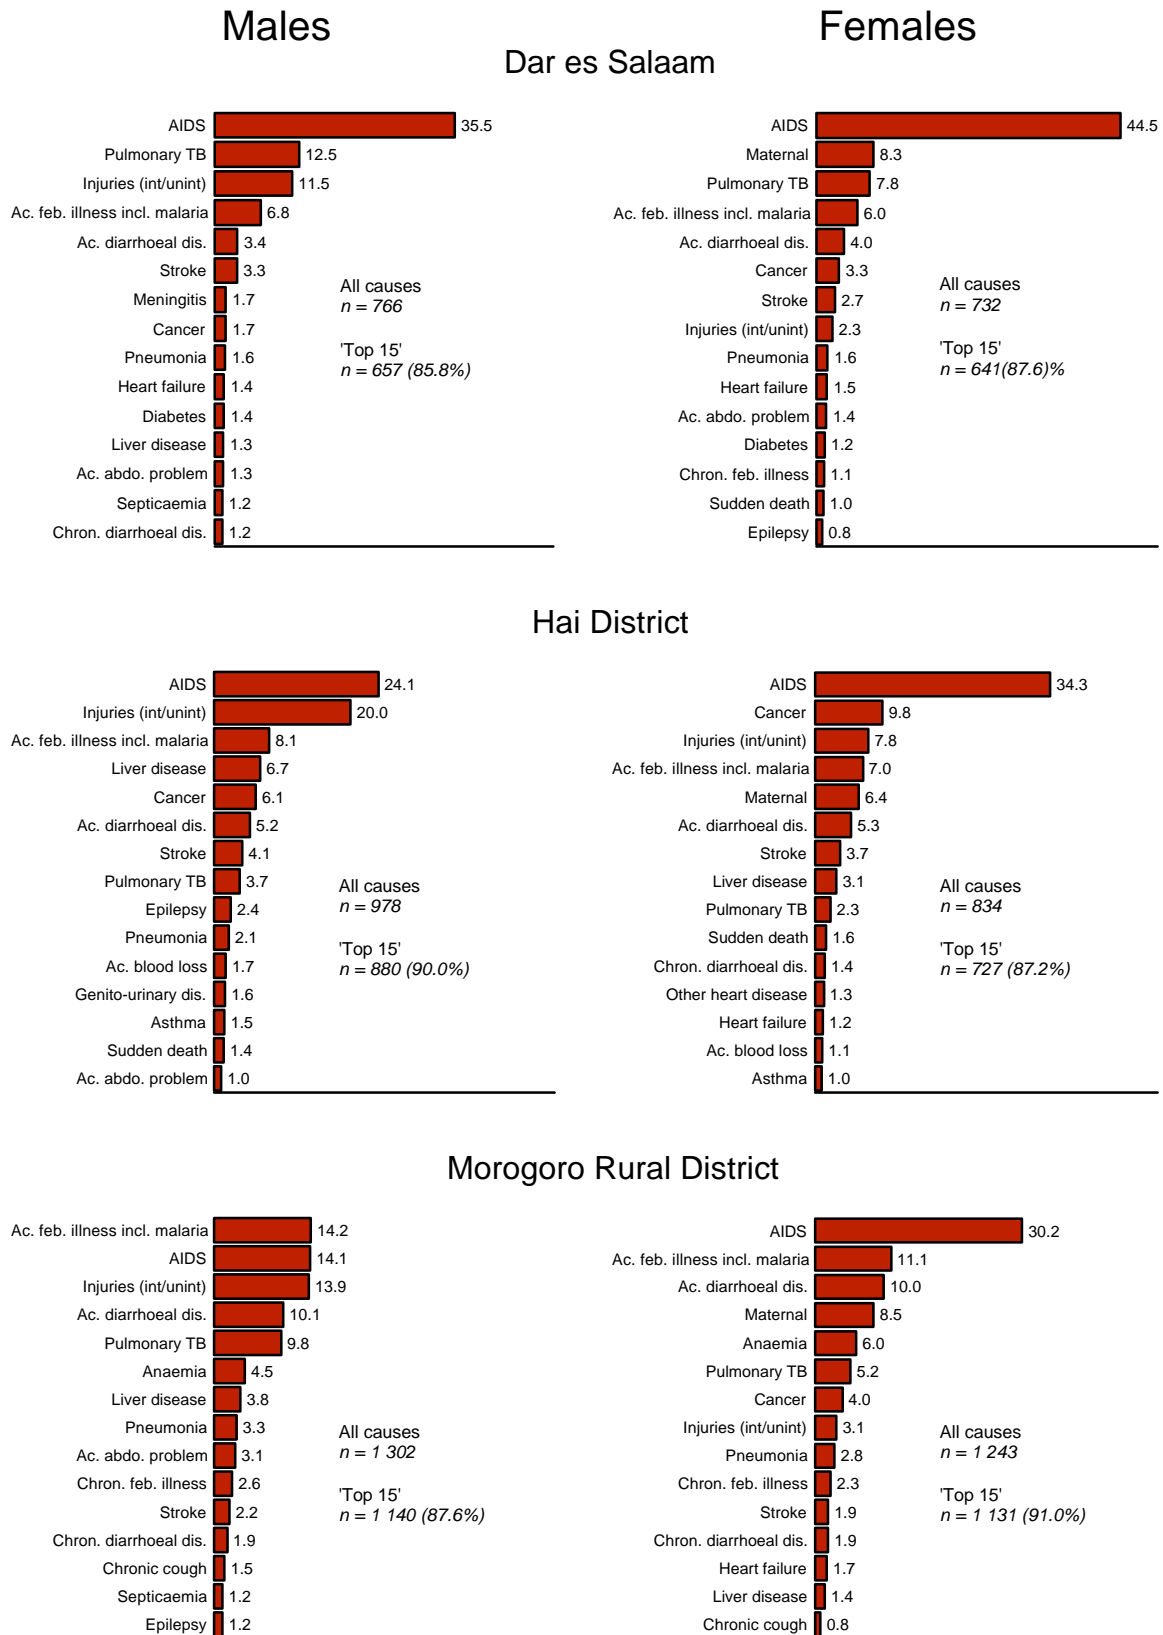 Males
Females
Dar es Salaam
AIDS 35.5
Pulmonary TB 12.5
Injuries (int/unint) 11.5
Ac. feb. illness incl. malaria 6.8
Ac. diarrhoeal dis. 3.4
Stroke 3.3
Meningitis 1.7
Cancer 1.7
Pneumonia 1.6
Heart failure 1.4
Diabetes 1.4
Liver disease 1.3
Ac. abdo. problem 1.3
Septicaemia 1.2
Chron. diarrhoeal dis. 1.2
All causes
n = 766
'Top 15'
n = 657 (85.8%)
AIDS 44.5
Maternal 8.3
Pulmonary TB 7.8
Ac. feb. illness incl. malaria 6.0
Ac. diarrhoeal dis. 4.0
Cancer 3.3
Stroke 2.7
Injuries (int/unint) 2.3
Pneumonia 1.6
Heart failure 1.5
Ac. abdo. problem 1.4
Diabetes 1.2
Chron. feb. illness 1.1
Sudden death 1.0
Epilepsy 0.8
All causes
n = 732
'Top 15'
n = 641(87.6)%
Hai District
AIDS 24.1
Injuries (int/unint) 20.0
Ac. feb. illness incl. malaria 8.1
Liver disease 6.7
Cancer 6.1
Ac. diarrhoeal dis. 5.2
Stroke 4.1
Pulmonary TB 3.7
Epilepsy 2.4
Pneumonia 2.1
Ac. blood loss 1.7
Genito-urinary dis. 1.6
Asthma 1.5
Sudden death 1.4
Ac. abdo. problem 1.0
All causes
n = 978
'Top 15'
n = 880 (90.0%)
AIDS 34.3
Cancer 9.8
Injuries (int/unint) 7.8
Ac. feb. illness incl. malaria 7.0
Maternal 6.4
Ac. diarrhoeal dis. 5.3
Stroke 3.7
Liver disease 3.1
Pulmonary TB 2.3
Sudden death 1.6
Chron. diarrhoeal dis. 1.4
Other heart disease 1.3
Heart failure 1.2
Ac. blood loss 1.1
Asthma 1.0
All causes
n = 834
'Top 15'
n = 727 (87.2%)
Morogoro Rural District
Ac. feb. illness incl. malaria 14.2
AIDS 14.1
Injuries (int/unint) 13.9
Ac. diarrhoeal dis. 10.1
Pulmonary TB 9.8
Anaemia 4.5
Liver disease 3.8
Pneumonia 3.3
Ac. abdo. problem 3.1
Chron. feb. illness 2.6
Stroke 2.2
Chron. diarrhoeal dis. 1.9
Chronic cough 1.5
Septicaemia 1.2
Epilepsy 1.2
All causes
n = 1 302
'Top 15'
n = 1 140 (87.6%)
AIDS 30.2
Ac. feb. illness incl. malaria 11.1
Ac. diarrhoeal dis. 10.0
Maternal 8.5
Anaemia 6.0
Pulmonary TB 5.2
Cancer 4.0
Injuries (int/unint) 3.1
Pneumonia 2.8
Chron. feb. illness 2.3
Stroke 1.9
Chron. diarrhoeal dis. 1.9
Heart failure 1.7
Liver disease 1.4
Chronic cough 0.8
All causes
n = 1 243
'Top 15'
n = 1 131 (91.0%)